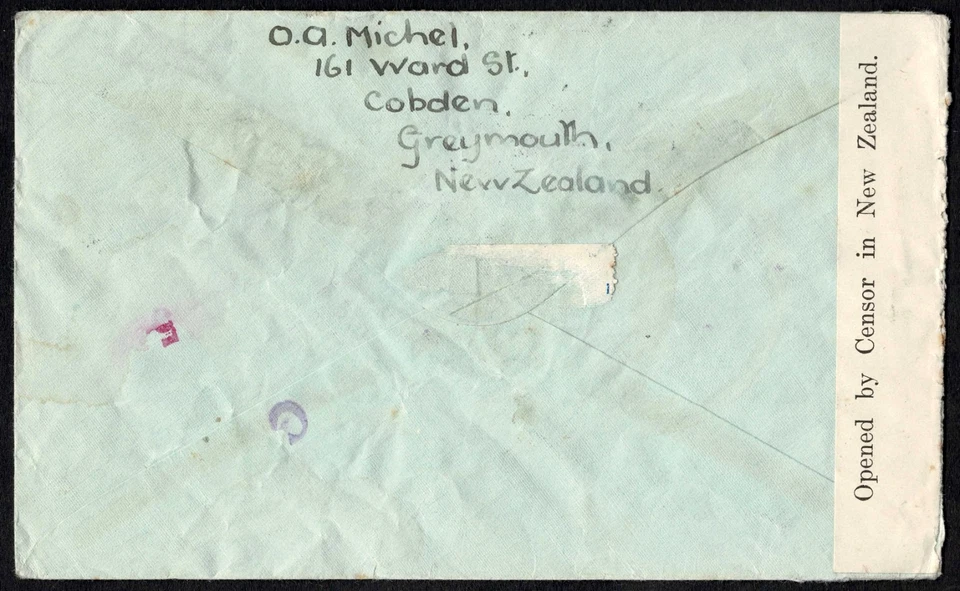 O.A. Michel,
161 Ward St.,
Cobden,
Greymouth,
New Zealand.
Opened by Censor in New Zealand.